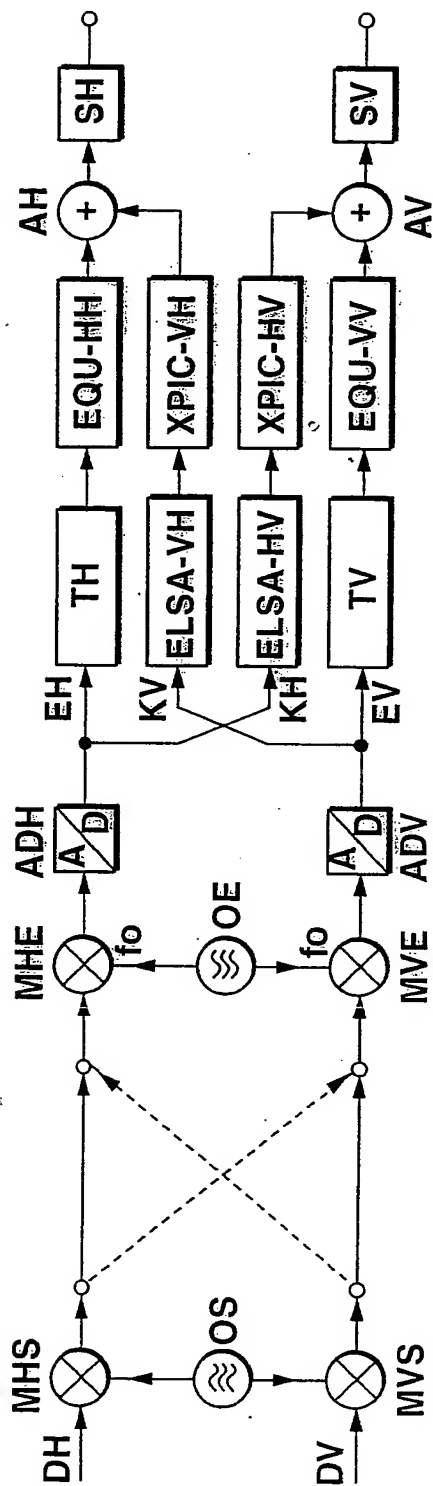 DH
MHS
OS
DV
MVS
MHE
fo
OE
fo
MVE
ADH
A
D
A
D
ADV
EH
KV
KH
EV
TH
ELSA-VH
ELSA-HV
TV
EQU-HH
XPIC-VH
XPIC-HV
EQU-VV
AH
+
+
AV
SH
SV